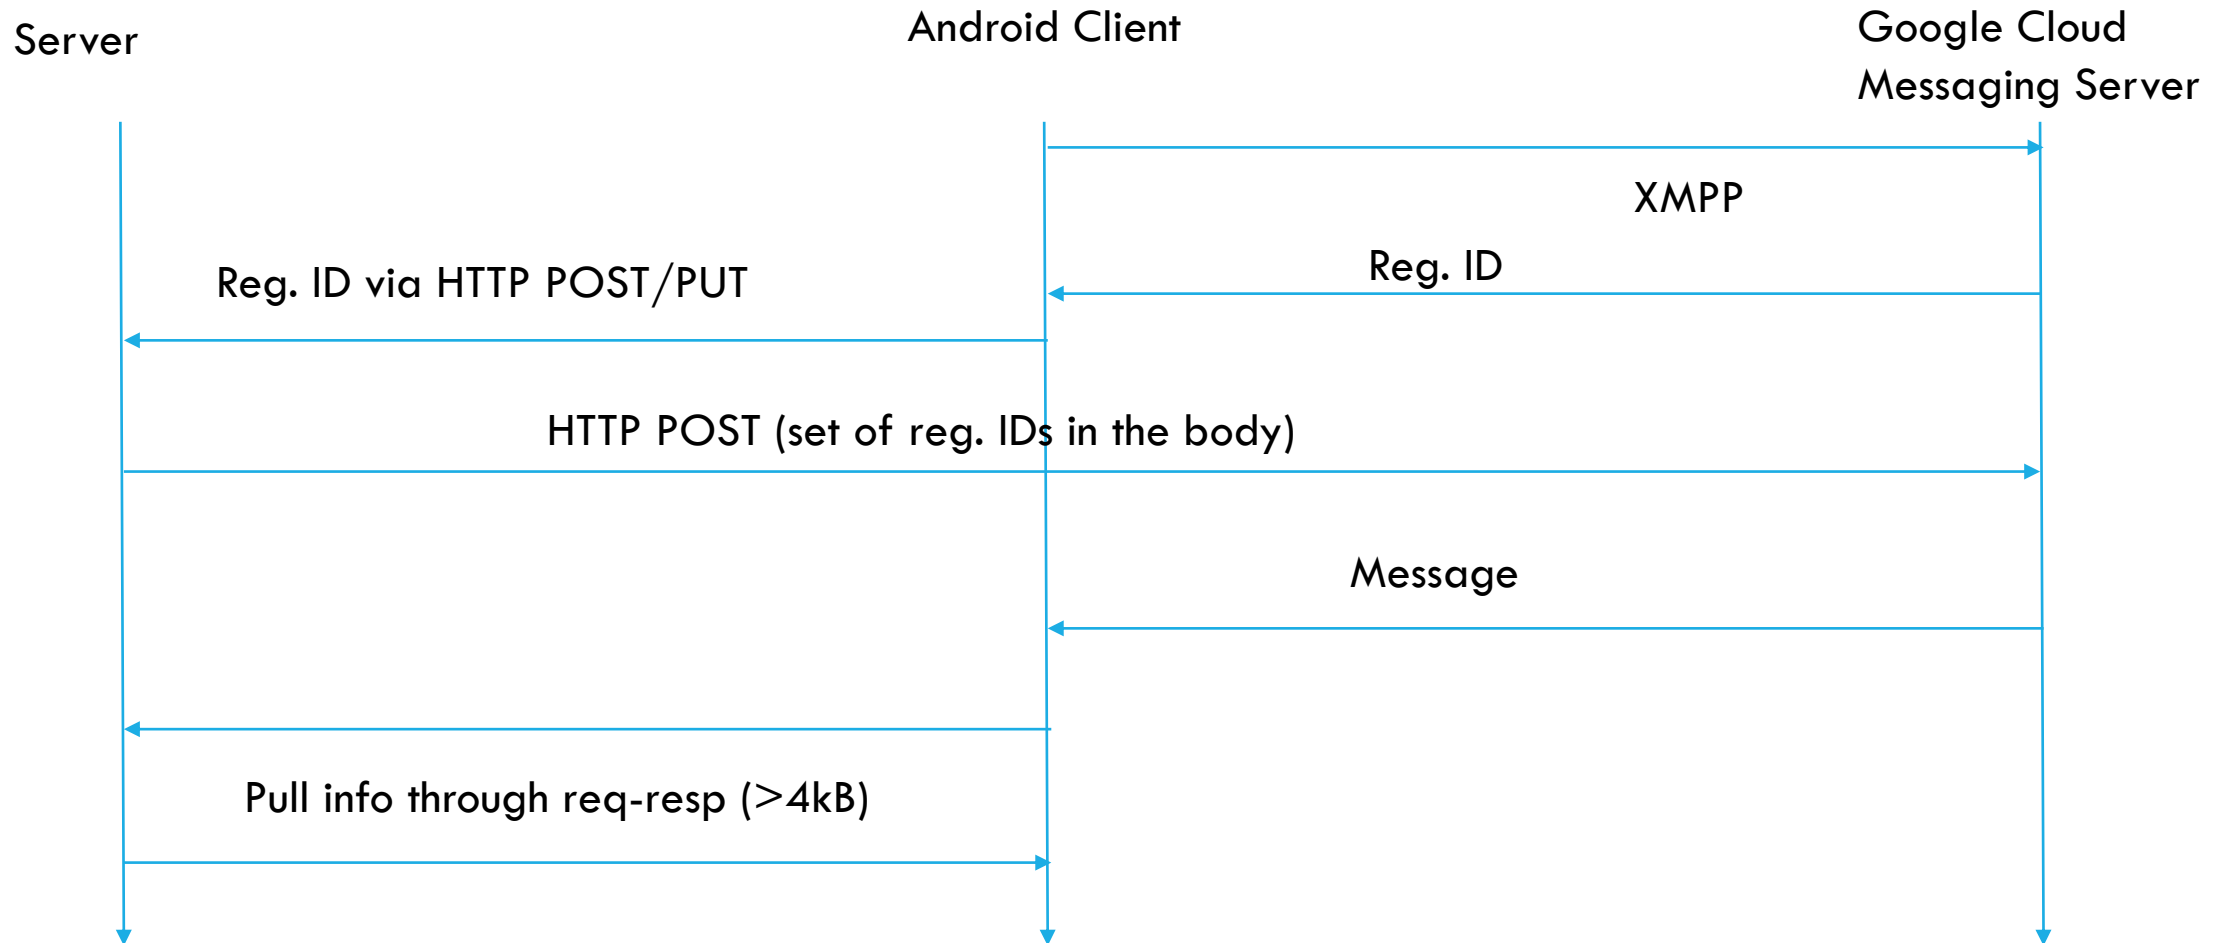 Server
Android Client
Google Cloud
Messaging Server
XMPP
Reg. ID
Reg. ID via HTTP POST/PUT
HTTP POST (set of reg. IDs in the body)
Message
Pull info through req-resp (>4kB)